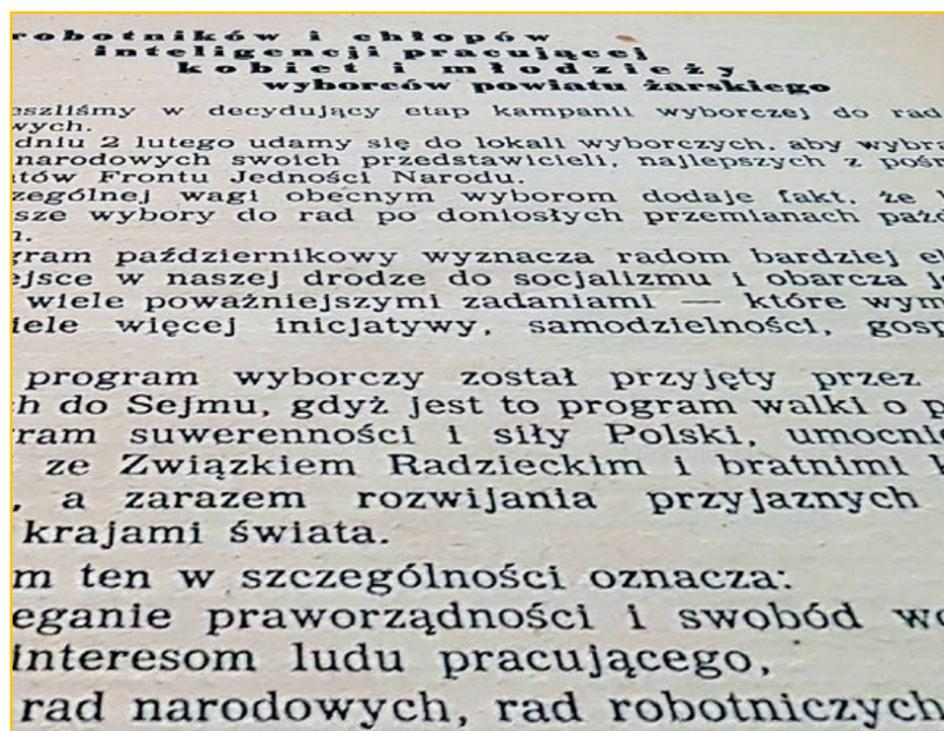 robotników i chłopów
inteligencji pracującej
kobiet i młodzieży
wyborców powiatu żarskiego
eszliśmy w decydujący etap kampanii wyborczej do rad
wych.
dniu 2 lutego udamy się do lokali wyborczych, aby wybra
narodowych swoich przedstawicieli, najlepszych z pośr
tów Frontu Jedności Narodu.
zególnej wagi obecnym wyborom dodaje fakt, że
sze wybory do rad po doniosłych przemianach paźd
h.
gram październikowy wyznacza radom bardziej e
ejsce w naszej drodze do socjalizmu i obarcza j
wiele poważniejszymi zadaniami — które wym
iele więcej inicjatywy, samodzielności, gosp
program wyborczy został przyjęty przez
h do Sejmu, gdyż jest to program walki o p
ram suwerenności i siły Polski, umocnie
ze Związkiem Radzieckim i bratnimi k
, a zarazem rozwijania przyjaznych
krajami świata.
m ten w szczególności oznacza:
eganie praworządności i swobód wo
interesom ludu pracującego,
rad narodowych, rad robotniczych